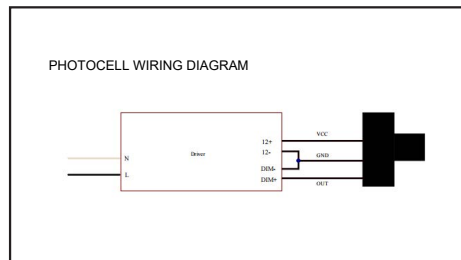 PHOTOCELL WIRING DIAGRAM
VCC
12+
12-
Driver
GND
N
DIM-
L
DIM+
OUT